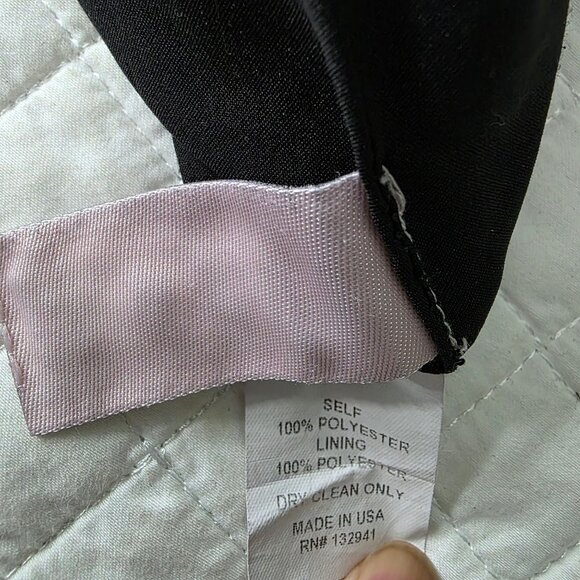 SELF
100% POLYESTER
LINING
100% POLYESTER
DRY CLEAN ONLY
MADE IN USA
RN# 132941